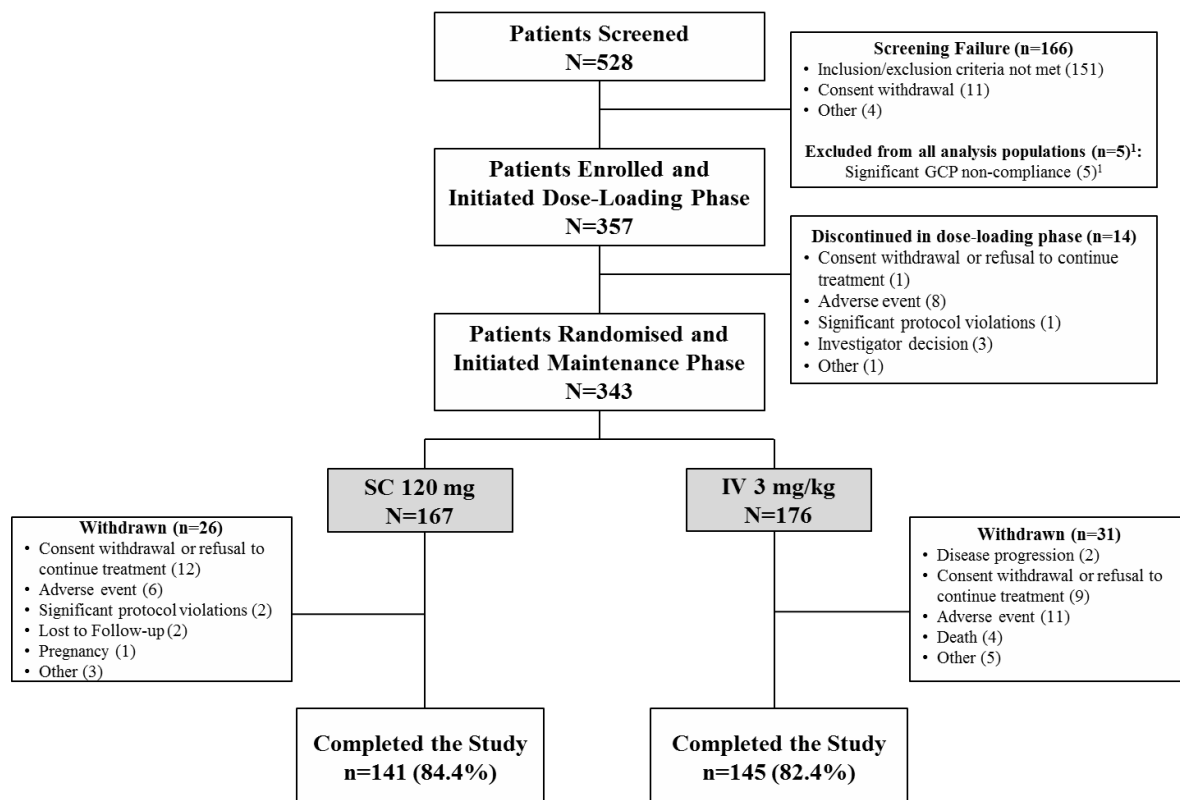 Patients Screened
N=528
Screening Failure (n=166)
• Inclusion/exclusion criteria not met (151)
• Consent withdrawal (11)
• Other (4)
Excluded from all analysis populations (n=5)¹:
Significant GCP non-compliance (5)¹
Patients Enrolled and
Initiated Dose-Loading Phase
N=357
Discontinued in dose-loading phase (n=14)
• Consent withdrawal or refusal to continue
treatment (1)
• Adverse event (8)
• Significant protocol violations (1)
• Investigator decision (3)
• Other (1)
Patients Randomised and
Initiated Maintenance Phase
N=343
SC 120 mg
N=167
IV 3 mg/kg
N=176
Withdrawn (n=26)
• Consent withdrawal or refusal to
continue treatment (12)
• Adverse event (6)
• Significant protocol violations (2)
• Lost to Follow-up (2)
• Pregnancy (1)
• Other (3)
Withdrawn (n=31)
• Disease progression (2)
• Consent withdrawal or refusal to
continue treatment (9)
• Adverse event (11)
• Death (4)
• Other (5)
Completed the Study
n=141 (84.4%)
Completed the Study
n=145 (82.4%)